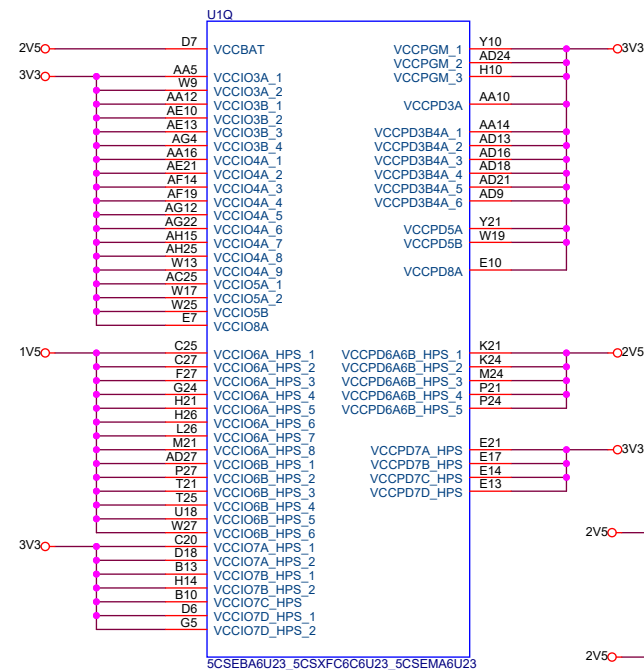 U1Q
2V5 D7 VCCBAT VCCPGM_1 Y10 3V3
VCCPGM_2 AD24
3V3 AA5 VCCIO3A_1 VCCPGM_3 H10
W9 VCCIO3A_2
AA12 VCCIO3B_1 VCCPD3A AA10
AE10 VCCIO3B_2
AE13 VCCIO3B_3 VCCPD3B4A_1 AA14
AG4 VCCIO3B_4 VCCPD3B4A_2 AD13
AA16 VCCIO4A_1 VCCPD3B4A_3 AD16
AE21 VCCIO4A_2 VCCPD3B4A_4 AD18
AF14 VCCIO4A_3 VCCPD3B4A_5 AD21
AF19 VCCIO4A_4 VCCPD3B4A_6 AD9
AG12 VCCIO4A_5
AG22 VCCIO4A_6 VCCPD5A Y21
AH15 VCCIO4A_7 VCCPD5B W19
AH25 VCCIO4A_8
W13 VCCIO4A_9 VCCPD8A E10
AC25 VCCIO5A_1
W17 VCCIO5A_2
W25 VCCIO5B
E7 VCCIO8A
1V5 C25 VCCIO6A_HPS_1 VCCPD6A6B_HPS_1 K21 2V5
C27 VCCIO6A_HPS_2 VCCPD6A6B_HPS_2 K24
F27 VCCIO6A_HPS_3 VCCPD6A6B_HPS_3 M24
G24 VCCIO6A_HPS_4 VCCPD6A6B_HPS_4 P21
H21 VCCIO6A_HPS_5 VCCPD6A6B_HPS_5 P24
H26 VCCIO6A_HPS_6
L26 VCCIO6A_HPS_7
M21 VCCIO6A_HPS_8 VCCPD7A_HPS E21 3V3
AD27 VCCIO6B_HPS_1 VCCPD7B_HPS E17
P27 VCCIO6B_HPS_2 VCCPD7C_HPS E14
T21 VCCIO6B_HPS_3 VCCPD7D_HPS E13
T25 VCCIO6B_HPS_4
U18 VCCIO6B_HPS_5
W27 VCCIO6B_HPS_6 2V5
3V3 C20 VCCIO7A_HPS_1
D18 VCCIO7A_HPS_2
B13 VCCIO7B_HPS_1
H14 VCCIO7B_HPS_2
B10 VCCIO7C_HPS
D6 VCCIO7D_HPS_1
G5 VCCIO7D_HPS_2
2V5
5CSEBA6U23_5CSXFC6C6U23_5CSEMA6U23